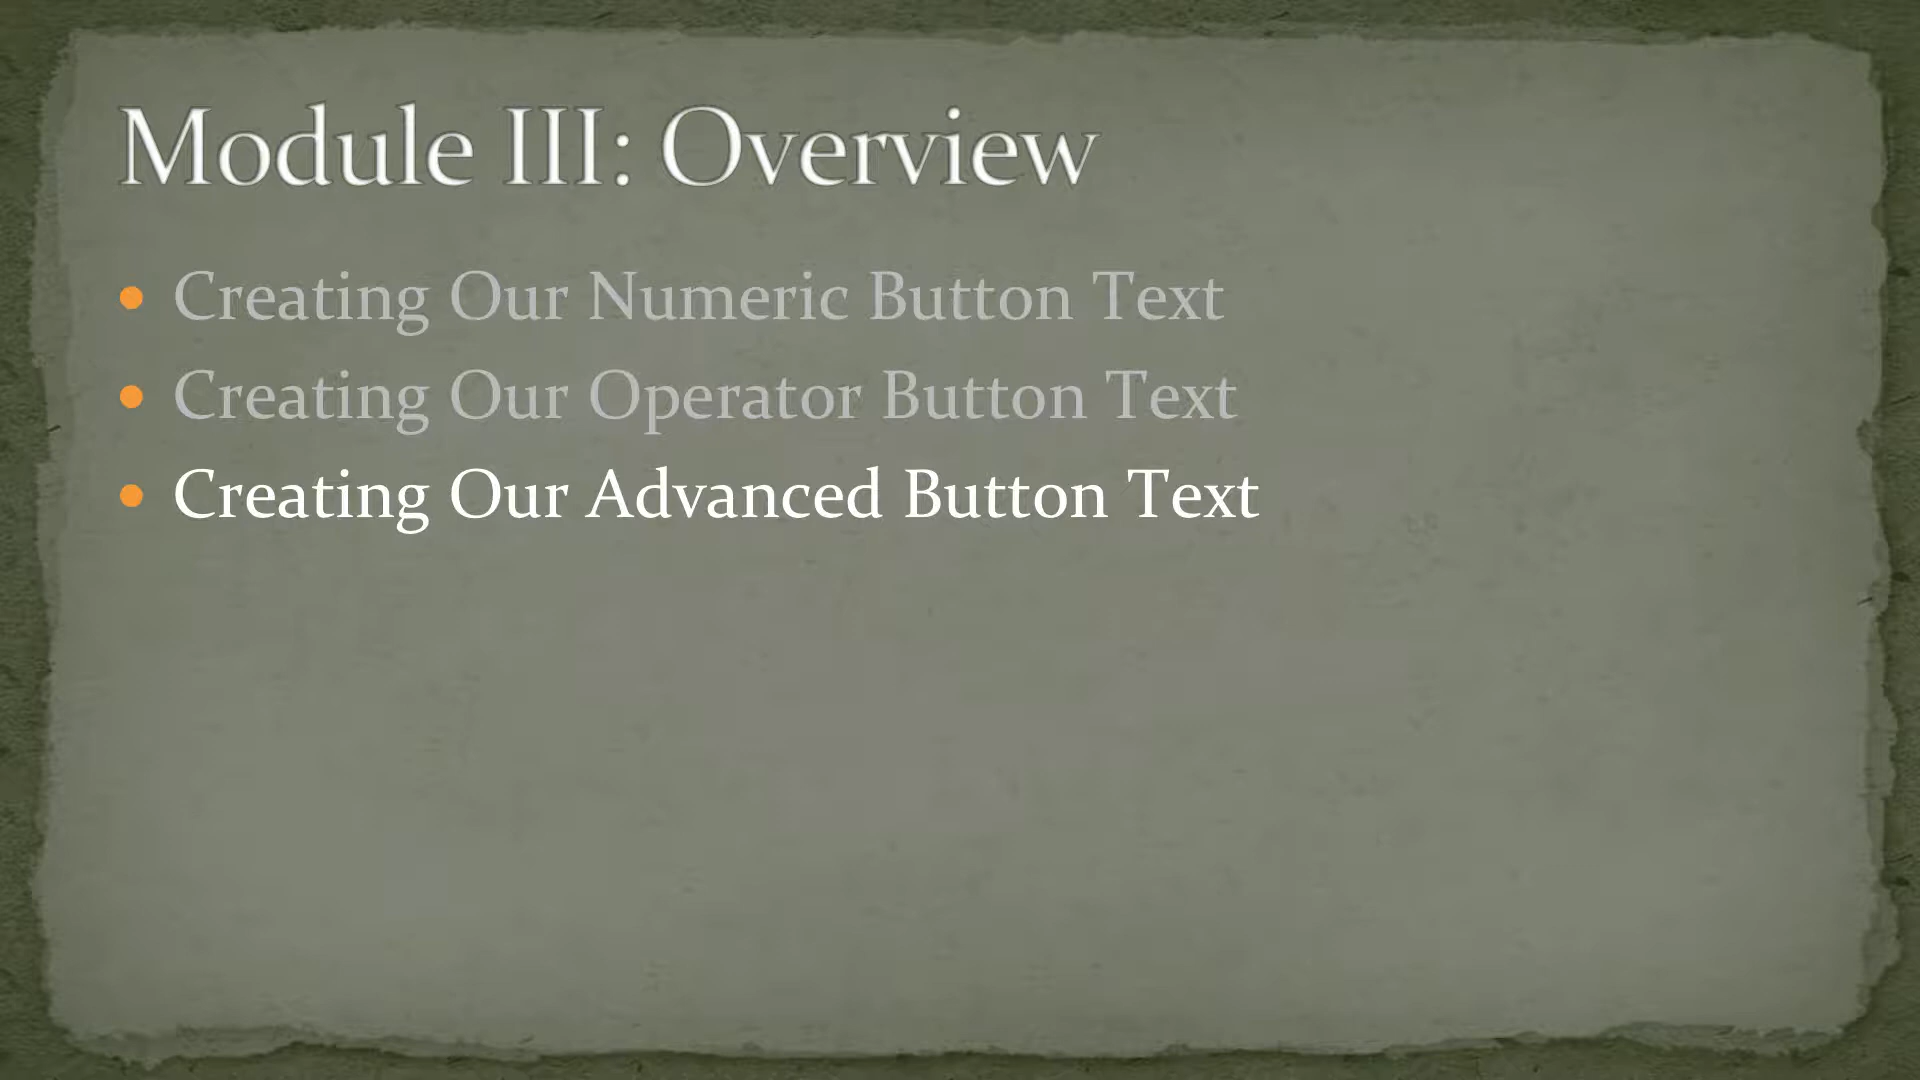 Module III: Overview
• Creating Our Numeric Button Text
• Creating Our Operator Button Text
• Creating Our Advanced Button Text